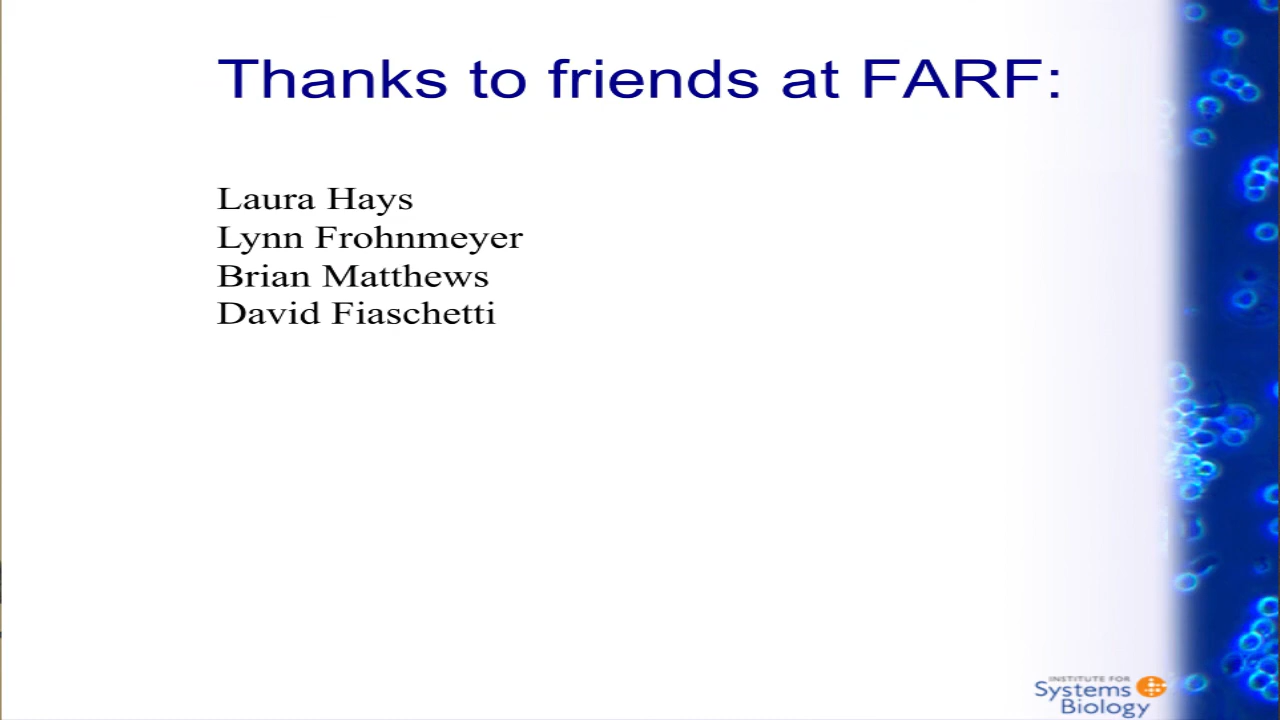 Thanks to friends at FARF:
Laura Hays
Lynn Frohnmeyer
Brian Matthews
David Fiaschetti
INSTITUTE FOR
Systems
Biology